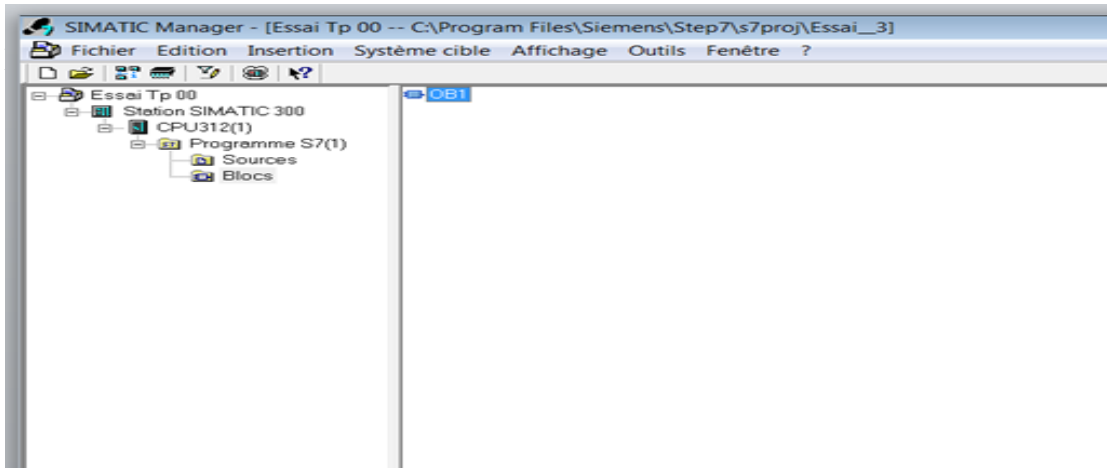 SIMATIC Manager - [Essai Tp 00 -- C:\Program Files\Siemens\Step7\s7proj\Essai__3]
Fichier Edition Insertion Système cible Affichage Outils Fenêtre ?
Essai Tp 00
OB1
Station SIMATIC 300
CPU312(1)
Programme S7(1)
Sources
Blocs